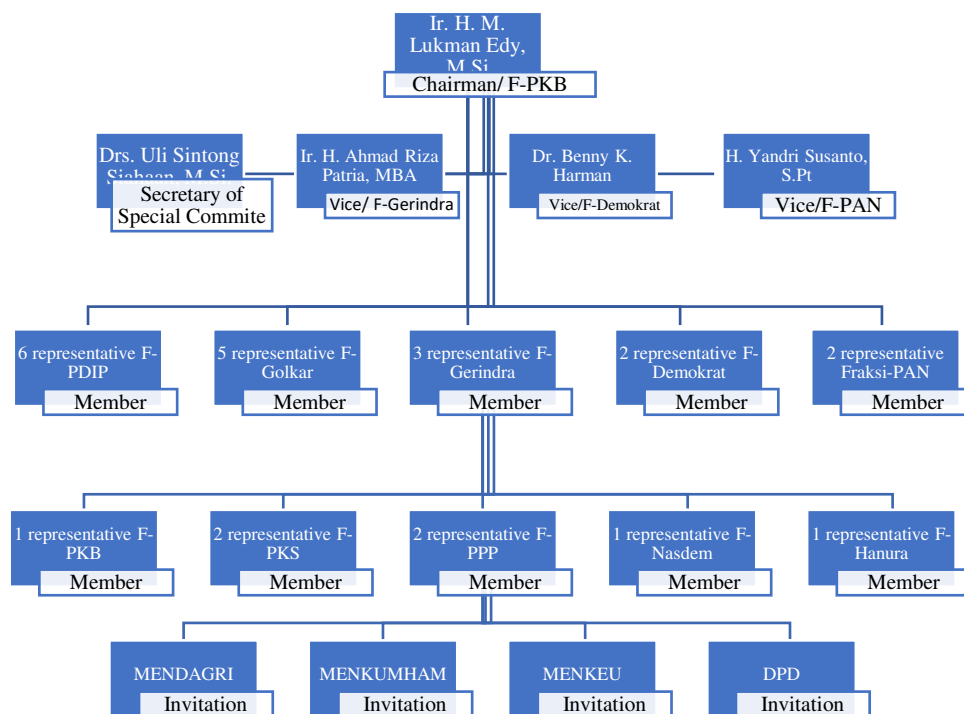 Ir. H. M.
Lukman Edy,
M.Si
Chairman/ F-PKB
Drs. Uli Sintong
Siahaan, M.Si
Secretary of
Special Commite
Ir. H. Ahmad Riza
Patria, MBA
Vice/ F-Gerindra
Dr. Benny K.
Harman
Vice/F-Demokrat
H. Yandri Susanto,
S.Pt
Vice/F-PAN
6 representative F-
PDIP
Member
5 representative F-
Golkar
Member
3 representative F-
Gerindra
Member
2 representative F-
Demokrat
Member
2 representative
Fraksi-PAN
Member
1 representative F-
PKB
Member
2 representative F-
PKS
Member
2 representative F-
PPP
Member
1 representative F-
Nasdem
Member
1 representative F-
Hanura
Member
MENDAGRI
Invitation
MENKUMHAM
Invitation
MENKEU
Invitation
DPD
Invitation